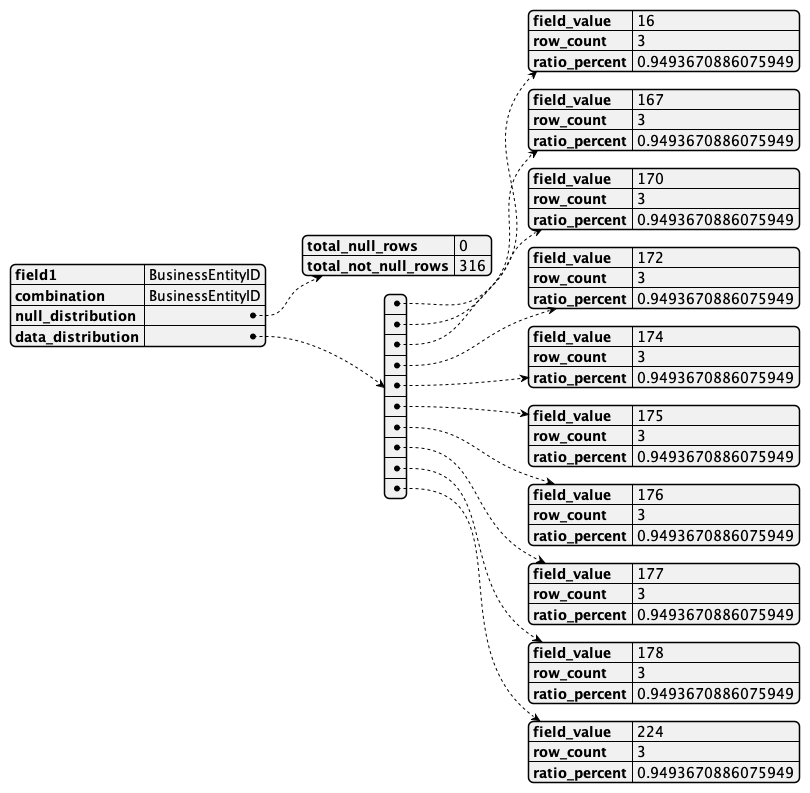 field1 BusinessEntityID
combination BusinessEntityID
null_distribution
data_distribution
total_null_rows 0
total_not_null_rows 316
field_value 16
row_count 3
ratio_percent 0.9493670886075949
field_value 167
row_count 3
ratio_percent 0.9493670886075949
field_value 170
row_count 3
ratio_percent 0.9493670886075949
field_value 172
row_count 3
ratio_percent 0.9493670886075949
field_value 174
row_count 3
ratio_percent 0.9493670886075949
field_value 175
row_count 3
ratio_percent 0.9493670886075949
field_value 176
row_count 3
ratio_percent 0.9493670886075949
field_value 177
row_count 3
ratio_percent 0.9493670886075949
field_value 178
row_count 3
ratio_percent 0.9493670886075949
field_value 224
row_count 3
ratio_percent 0.9493670886075949